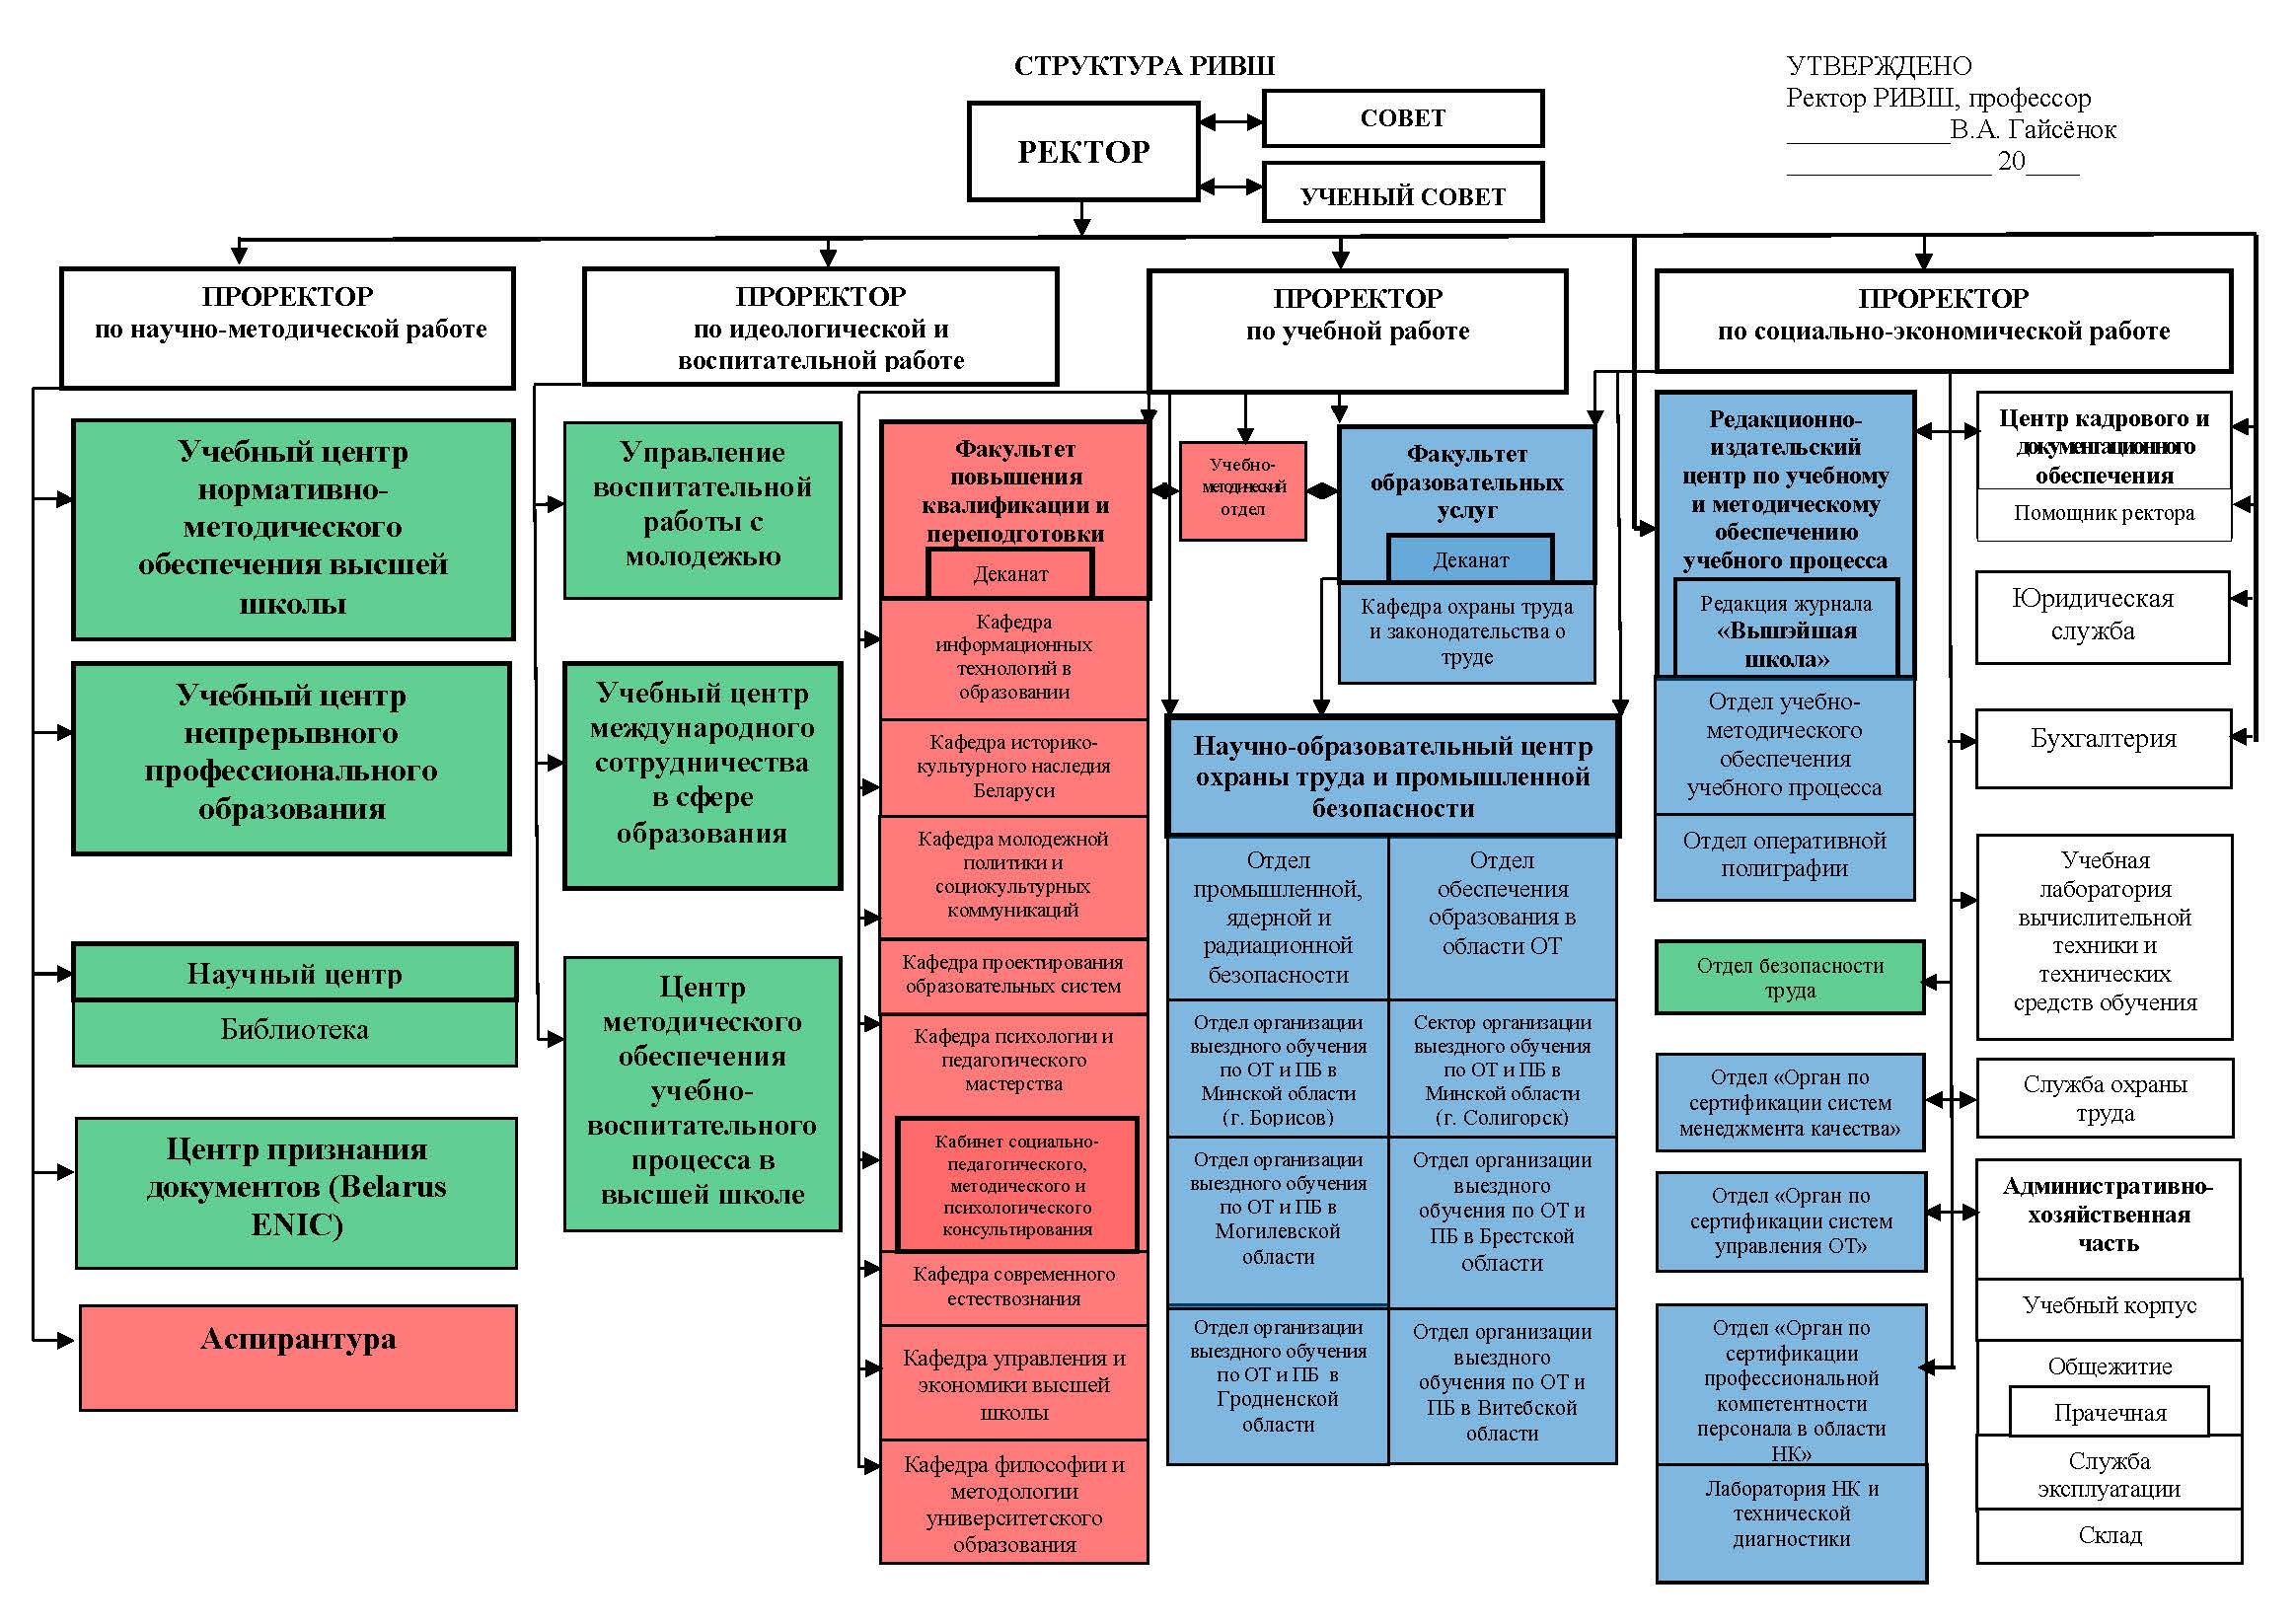 СТРУКТУРА РИВШ
УТВЕРЖДЕНО
Ректор РИВШ, профессор
____________В.А. Гайсёнок
_______________ 20____
РЕКТОР
СОВЕТ
УЧЕНЫЙ СОВЕТ
ПРОРЕКТОР
по научно-методической работе
ПРОРЕКТОР
по идеологической и
воспитательной работе
ПРОРЕКТОР
по учебной работе
ПРОРЕКТОР
по социально-экономической работе
Учебный центр
нормативно-
методического
обеспечения высшей
школы
Учебный центр
непрерывного
профессионального
образования
Научный центр
Библиотека
Центр признания
документов (Belarus
ENIC)
Аспирантура
Управление
воспитательной
работы с
молодежью
Учебный центр
международного
сотрудничества
в сфере
образования
Центр
методического
обеспечения
учебно-
воспитательного
процесса в
высшей школе
Факультет
повышения
квалификации и
переподготовки
Деканат
Кафедра
информационных
технологий в
образовании
Кафедра историко-
культурного наследия
Беларуси
Кафедра молодежной
политики и
социокультурных
коммуникаций
Кафедра проектирования
образовательных систем
Кафедра психологии и
педагогического
мастерства
Кабинет социально-
педагогического,
методического и
психологического
консультирования
Кафедра современного
естествознания
Кафедра управления и
экономики высшей
школы
Кафедра философии и
методологии
университетского
образования
Учебно-
методический
отдел
Факультет
образовательных
услуг
Деканат
Кафедра охраны труда
и законодательства о
труде
Научно-образовательный центр
охраны труда и промышленной
безопасности
Отдел
промышленной,
ядерной и
радиационной
безопасности
Отдел
обеспечения
образования в
области ОТ
Отдел организации
выездного обучения
по ОТ и ПБ в
Минской области
(г. Борисов)
Сектор организации
выездного обучения
по ОТ и ПБ в
Минской области
(г. Солигорск)
Отдел организации
выездного обучения
по ОТ и ПБ в
Могилевской
области
Отдел организации
выездного
обучения по ОТ и
ПБ в Брестской
области
Отдел организации
выездного обучения
по ОТ и ПБ в
Гродненской
области
Отдел организации
выездного
обучения по ОТ и
ПБ в Витебской
области
Редакционно-
издательский
центр по учебному
и методическому
обеспечению
учебного процесса
Редакция журнала
«Вышэйшая
школа»
Отдел учебно-
методического
обеспечения
учебного процесса
Отдел оперативной
полиграфии
Отдел безопасности
труда
Отдел «Орган по
сертификации систем
менеджмента качества»
Отдел «Орган по
сертификации систем
управления ОТ»
Отдел «Орган по
сертификации
профессиональной
компетентности
персонала в области
НК»
Лаборатория НК и
технической
диагностики
Центр кадрового и
документационного
обеспечения
Помощник ректора
Юридическая
служба
Бухгалтерия
Учебная
лаборатория
вычислительной
техники и
технических
средств обучения
Служба охраны
труда
Административно-
хозяйственная
часть
Учебный корпус
Общежитие
Прачечная
Служба
эксплуатации
Склад